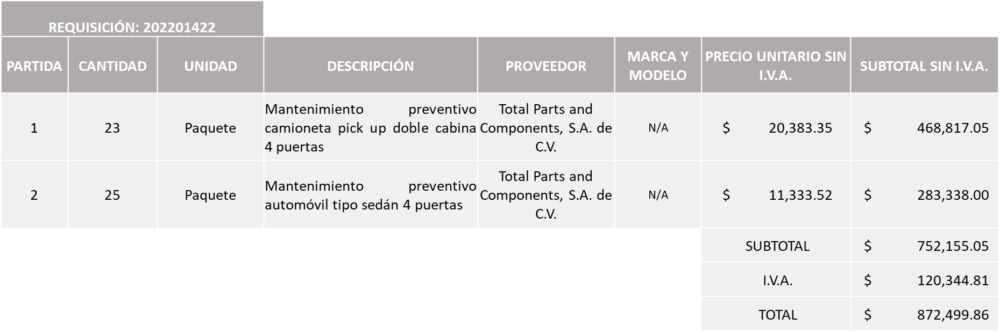 REQUISICIÓN: 202201422
PARTIDA CANTIDAD UNIDAD DESCRIPCIÓN PROVEEDOR MARCA Y MODELO PRECIO UNITARIO SIN I.V.A. SUBTOTAL SIN I.V.A.
1 23 Paquete Mantenimiento preventivo camioneta pick up doble cabina 4 puertas Total Parts and Components, S.A. de C.V. N/A $ 20,383.35 $ 468,817.05
2 25 Paquete Mantenimiento preventivo automóvil tipo sedán 4 puertas Total Parts and Components, S.A. de C.V. N/A $ 11,333.52 $ 283,338.00
SUBTOTAL $ 752,155.05
I.V.A. $ 120,344.81
TOTAL $ 872,499.86